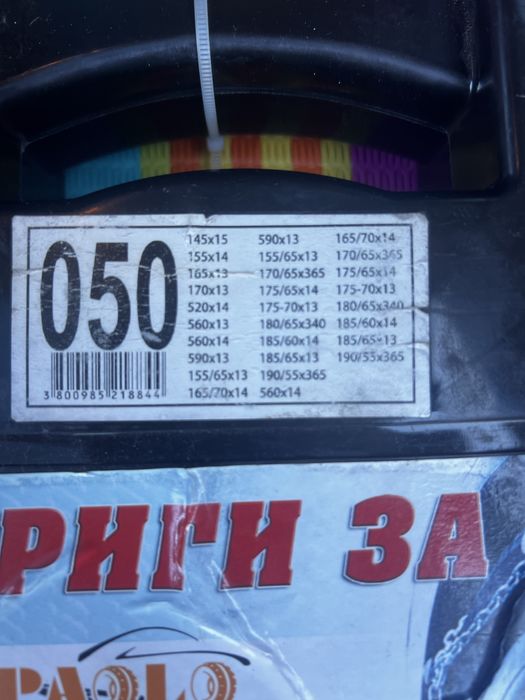 050
3 800985 218844
145x15
155x14
165x13
170x13
520x14
560x13
560x14
590x13
155/65x13
165/70x14
590x13
155/65x13
170/65x365
175/65x14
175-70x13
180/65x340
185/60x14
185/65x13
190/55x365
560x14
165/70x14
170/65x365
175/65x14
175-70x13
180/65x340
185/60x14
185/65x13
190/55x365
РИГИ ЗА
PAOLO